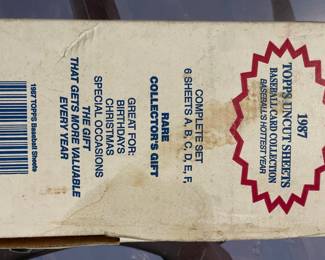 1987
TOPPS UNCUT SHEETS
BASEBALL CARD COLLECTION
BASEBALL'S HOTTEST YEAR
COMPLETE SET
6 SHEETS A, B, C, D, E, F,
RARE
COLLECTOR'S GIFT
GREAT FOR:
BIRTHDAYS
CHRISTMAS
SPECIAL OCCASIONS
THE GIFT
THAT GETS MORE VALUABLE
EVERY YEAR
1987 TOPPS Baseball Sheets